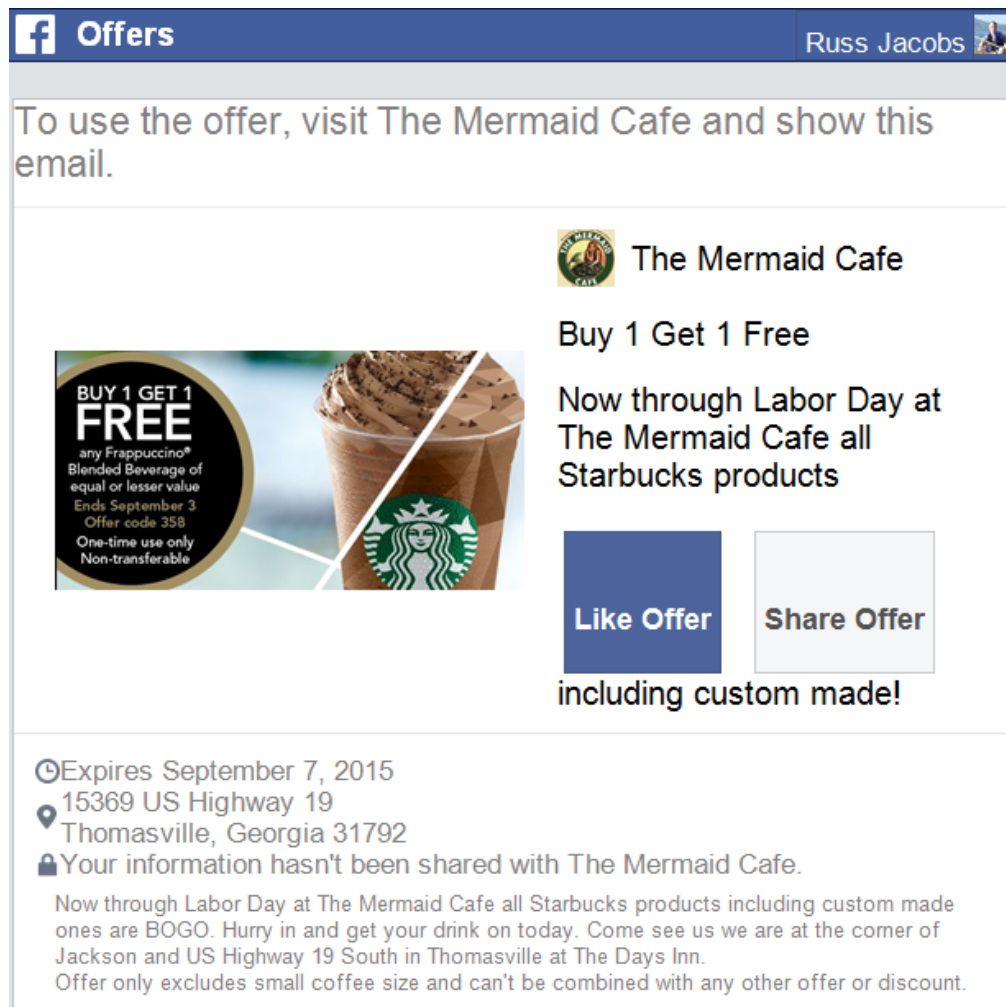 Offers
Russ Jacobs
To use the offer, visit The Mermaid Cafe and show this
email.
THE MERMAID
CAFE
The Mermaid Cafe
Buy 1 Get 1 Free
BUY 1 GET 1
FREE
any Frappuccino®
Blended Beverage of
equal or lesser value
Ends September 3
Offer code 358
One-time use only
Non-transferable
Now through Labor Day at
The Mermaid Cafe all
Starbucks products
Like Offer
Share Offer
including custom made!
Expires September 7, 2015
15369 US Highway 19
Thomasville, Georgia 31792
Your information hasn't been shared with The Mermaid Cafe.
Now through Labor Day at The Mermaid Cafe all Starbucks products including custom made
ones are BOGO. Hurry in and get your drink on today. Come see us we are at the corner of
Jackson and US Highway 19 South in Thomasville at The Days Inn.
Offer only excludes small coffee size and can't be combined with any other offer or discount.